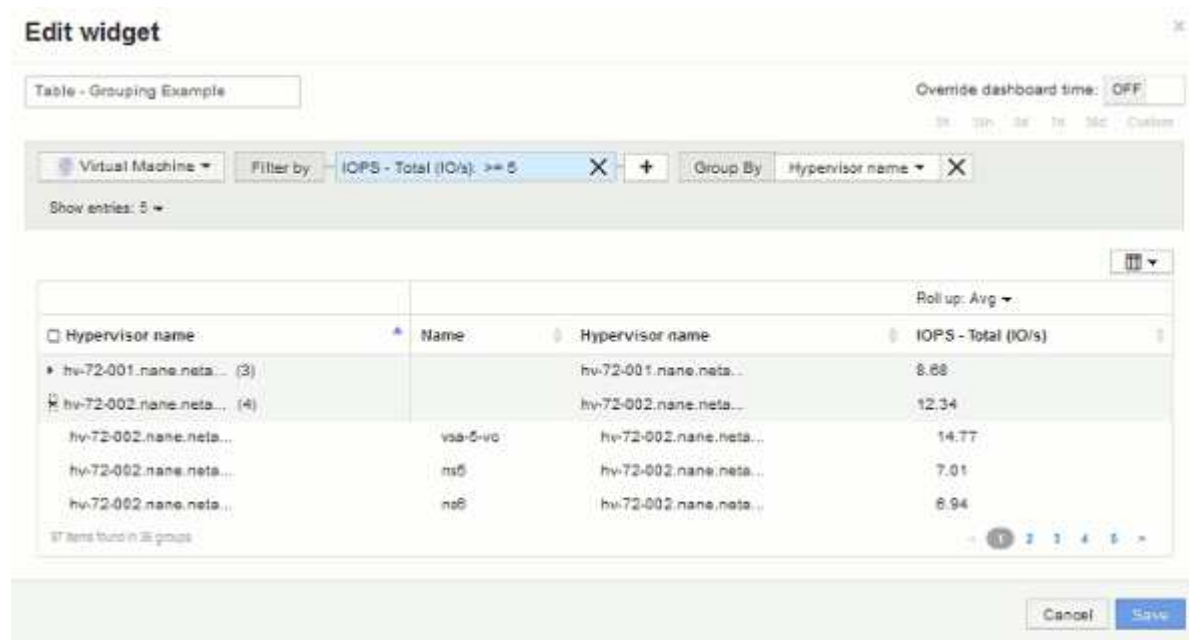 Edit widget
Table - Grouping Example
Override dashboard time: OFF
Custom
Virtual Machine
Filter by
IOPS - Total (IO/s): >= 5
Group By
Hypervisor name
Show entries: 5
Roll up: Avg
Hypervisor name Name Hypervisor name IOPS - Total (IO/s)
hv-72-001.nane.neta... (3) hv-72-001.nane.neta... 8.68
hv-72-002.nane.neta... (4) hv-72-002.nane.neta... 12.34
hv-72-002.nane.neta... hv-72-002.nane.neta... 14.77
hv-72-002.nane.neta... hv-72-002.nane.neta... 7.01
hv-72-002.nane.neta... hv-72-002.nane.neta... 6.94
items found in groups
1 2 3 4 5
Cancel Save